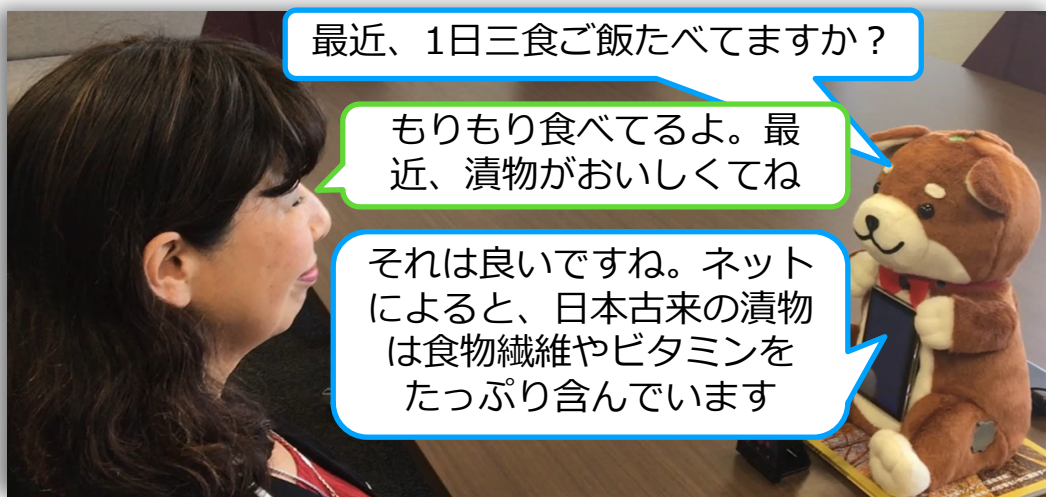 最近、1日三食ご飯たべてますか？
もりもり食べてるよ。最
近、漬物がおいしくてね
それは良いですね。ネット
によると、日本古来の漬物
は食物繊維やビタミンを
たっぷり含んでいます